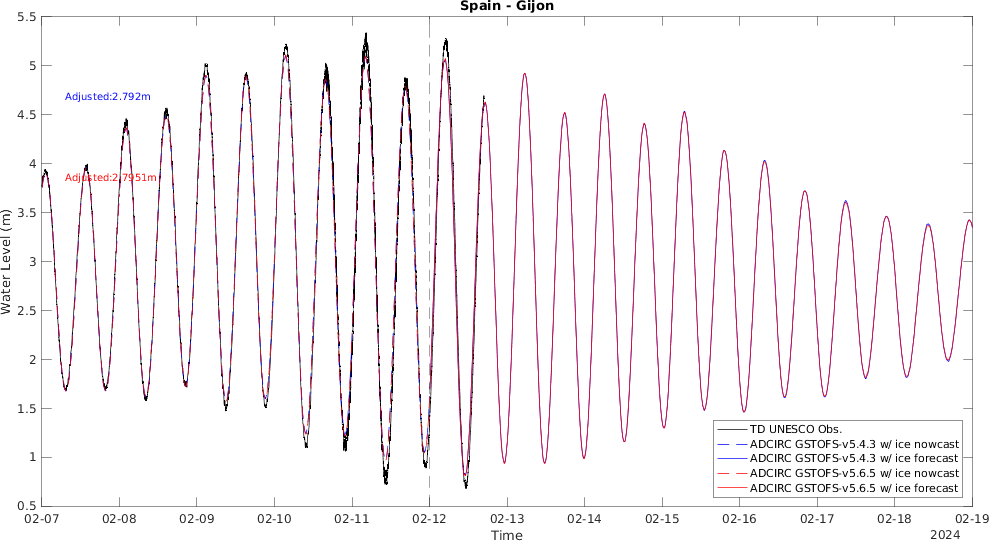 Spain - Gijon
5.5
5
4.5
4
3.5
3
2.5
2
1.5
1
0.5
Water Level (m)
Adjusted:2.792m
Adjusted:2.7951m
TD UNESCO Obs.
ADCIRC GSTOFS-v5.4.3 w/ ice nowcast
ADCIRC GSTOFS-v5.4.3 w/ ice forecast
ADCIRC GSTOFS-v5.6.5 w/ ice nowcast
ADCIRC GSTOFS-v5.6.5 w/ ice forecast
02-07 02-08 02-09 02-10 02-11 02-12 02-13 02-14 02-15 02-16 02-17 02-18 02-19
Time
2024